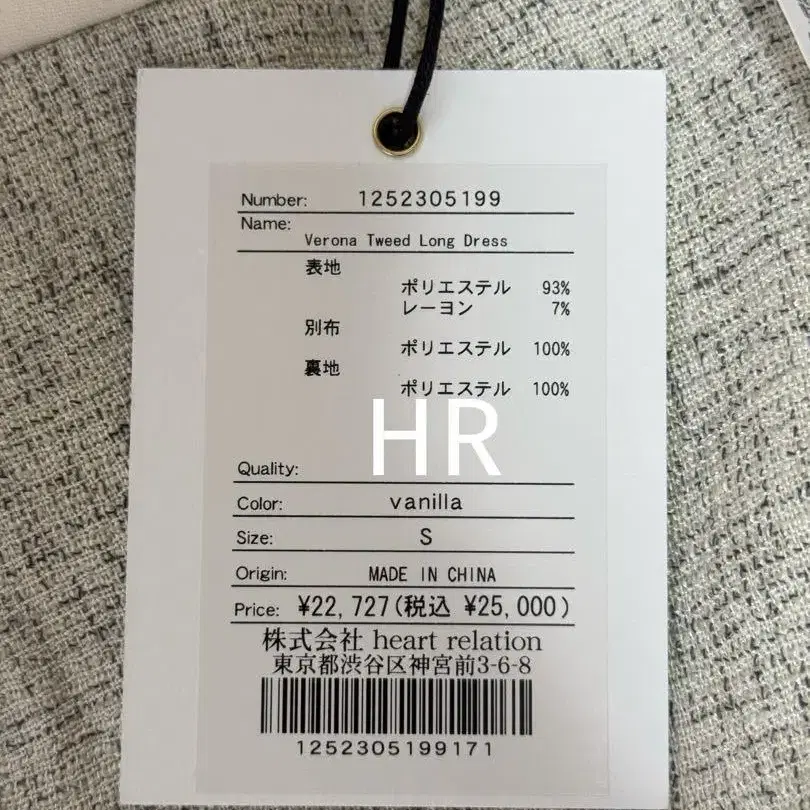 Number: 1252305199
Name:
Verona Tweed Long Dress
表地
ポリエステル 93%
レーヨン 7%
別布
ポリエステル 100%
裏地
ポリエステル 100%
HR
Quality:
Color: vanilla
Size: S
Origin: MADE IN CHINA
Price: ¥22,727(税込 ¥25,000)
株式会社 heart relation
東京都渋谷区神宮前3-6-8
1252305199171